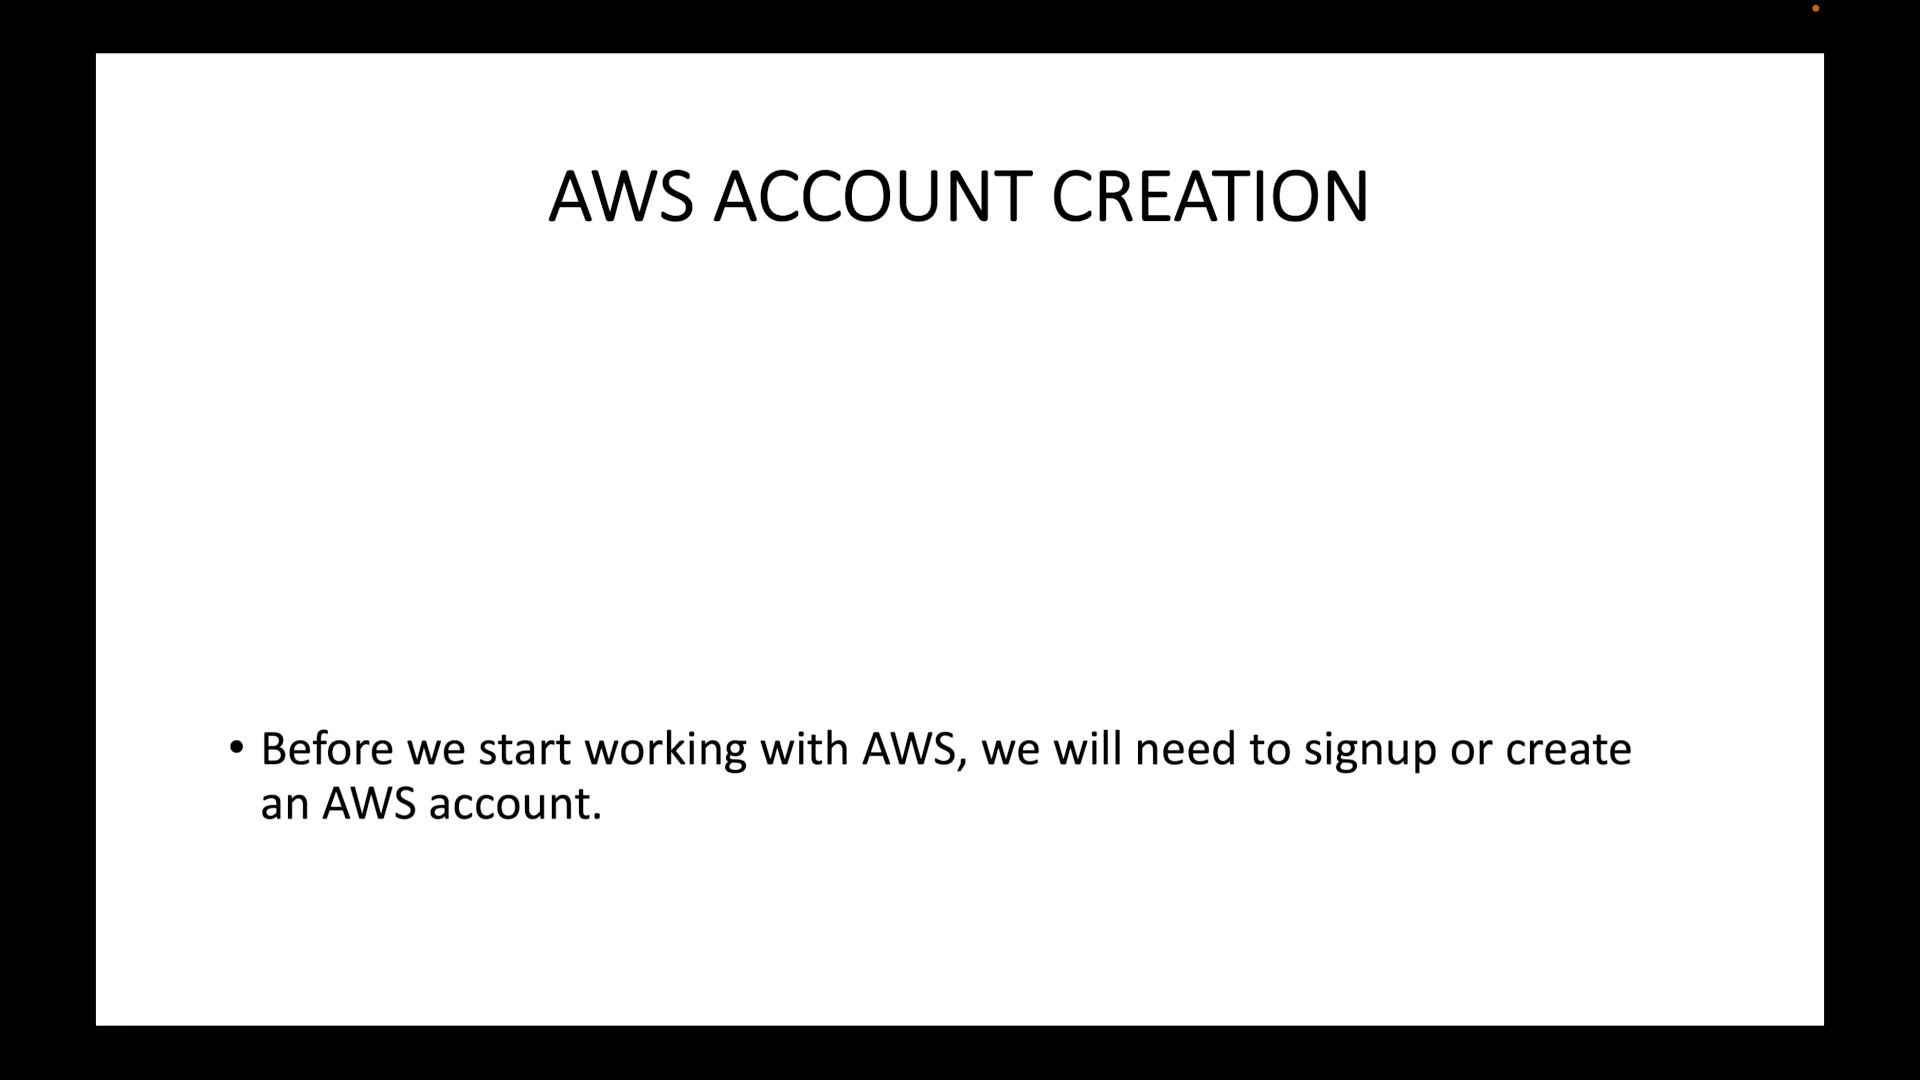 AWS ACCOUNT CREATION
• Before we start working with AWS, we will need to signup or create
an AWS account.